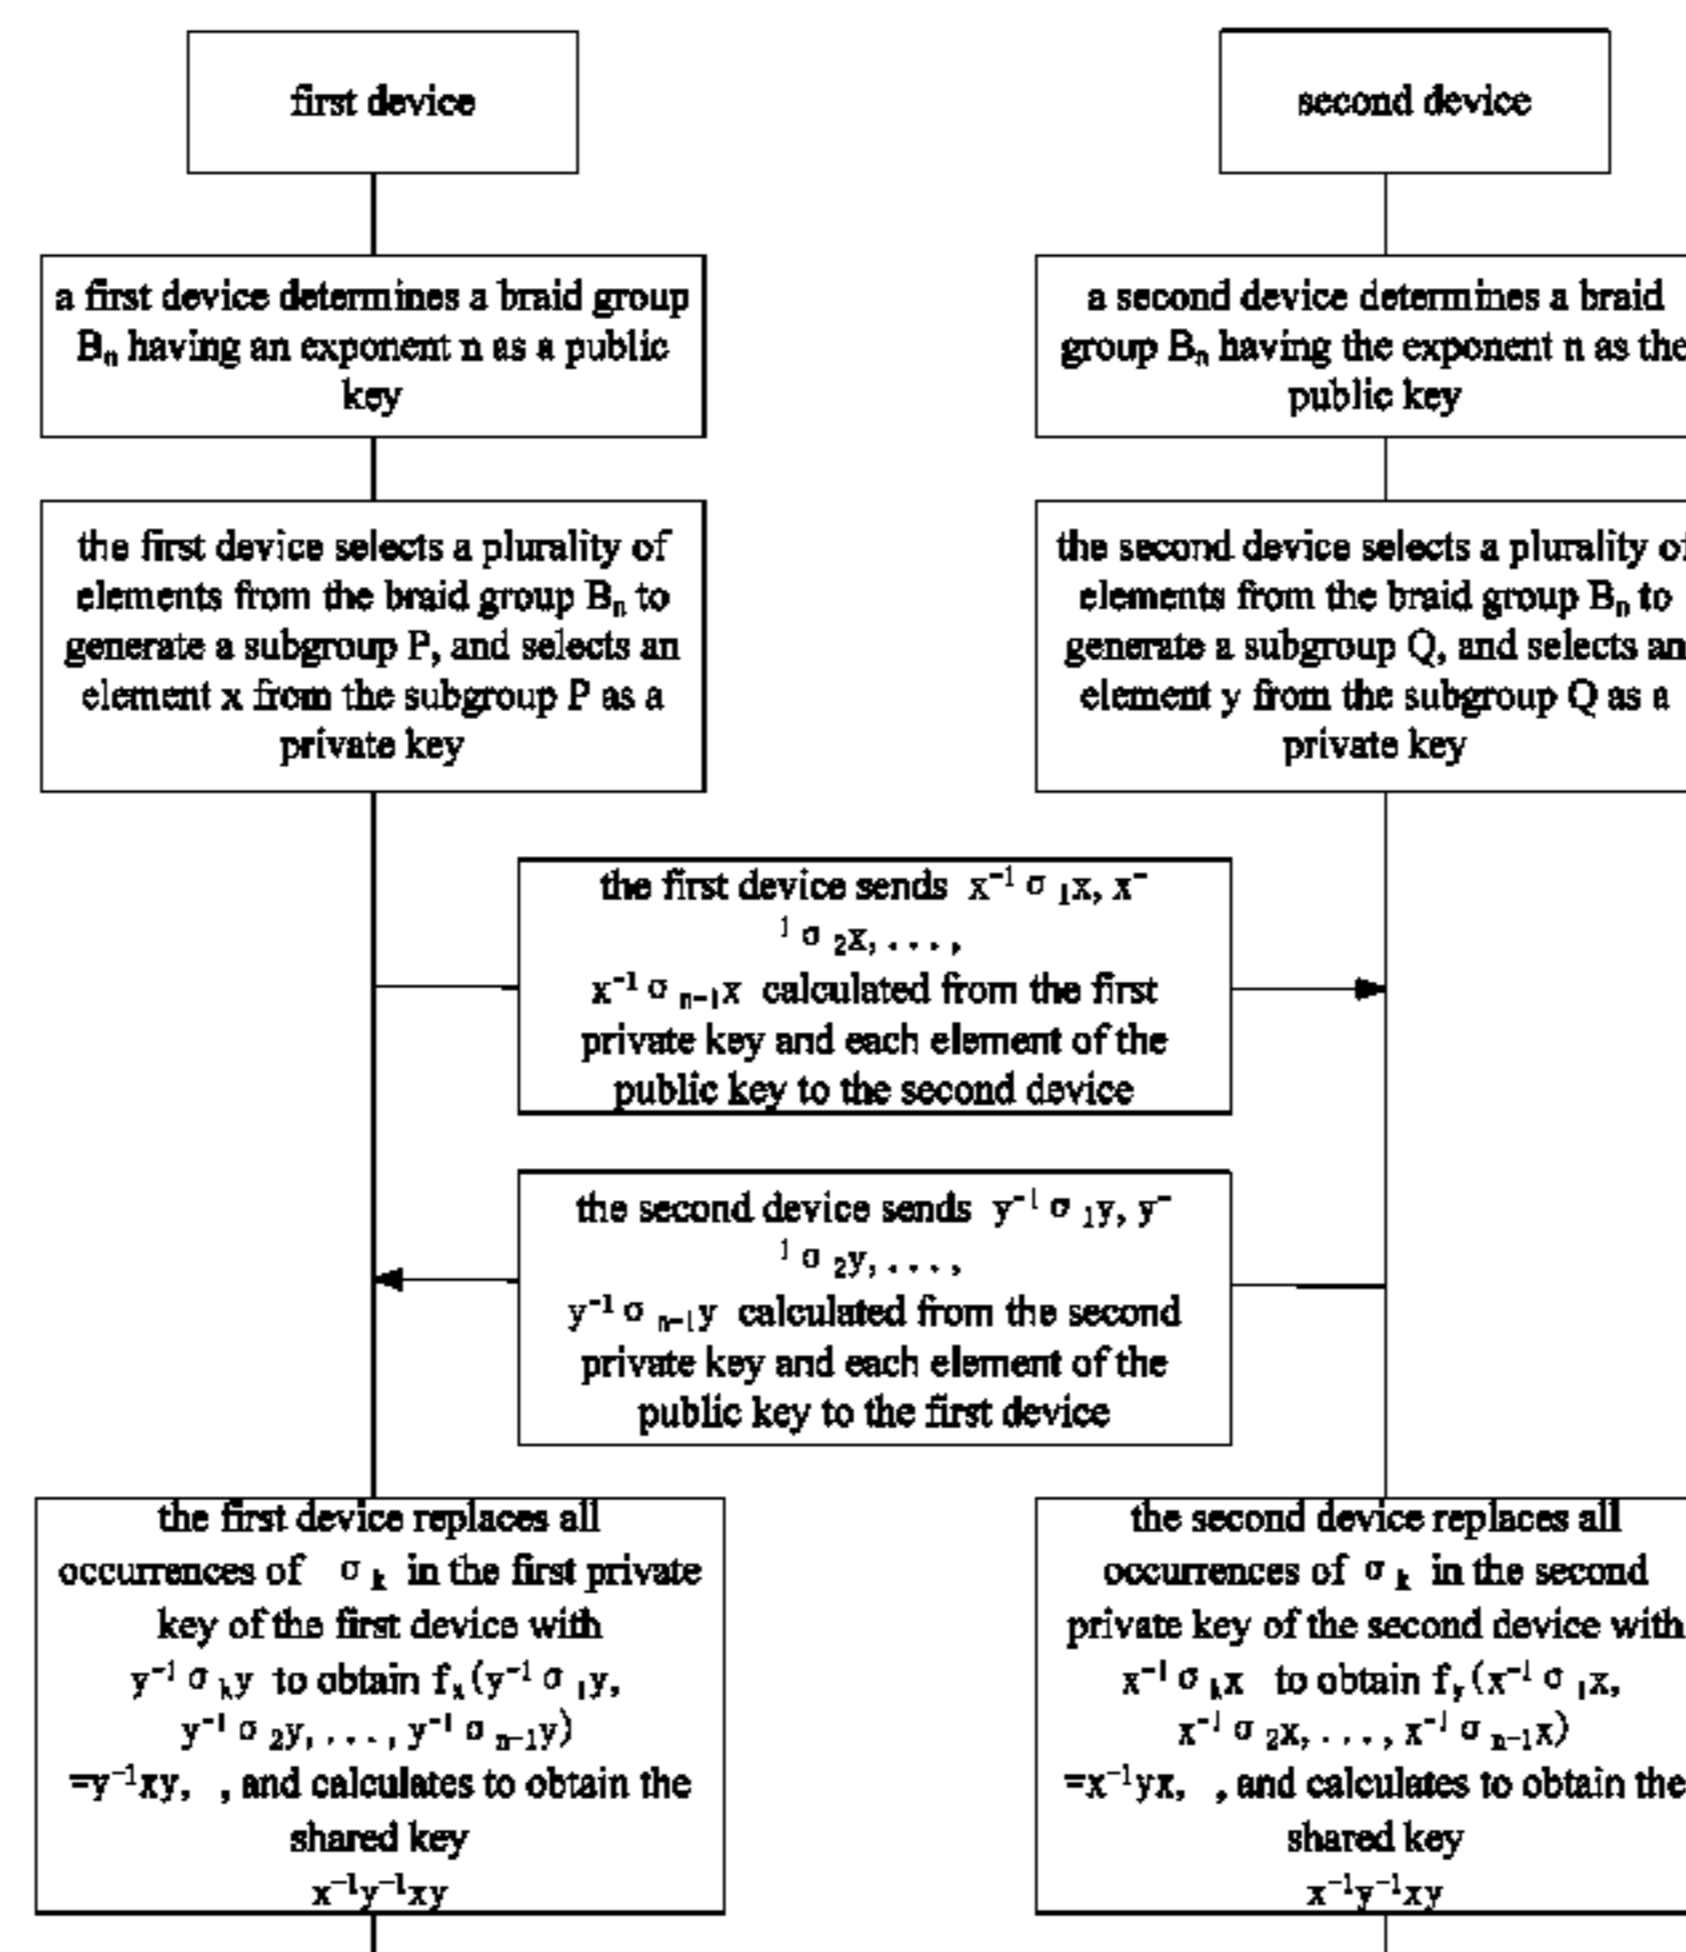 first device
second device
a first device determines a braid group
Bₙ having an exponent n as a public
key
a second device determines a braid
group Bₙ having the exponent n as the
public key
the first device selects a plurality of
elements from the braid group Bₙ to
generate a subgroup P, and selects an
element x from the subgroup P as a
private key
the second device selects a plurality of
elements from the braid group Bₙ to
generate a subgroup Q, and selects an
element y from the subgroup Q as a
private key
the first device sends x⁻¹σ₁x, x⁻
¹σ₂x, . . . ,
x⁻¹σₙ₋₁x calculated from the first
private key and each element of the
public key to the second device
the second device sends y⁻¹σ₁y, y⁻
¹σ₂y, . . . ,
y⁻¹σₙ₋₁y calculated from the second
private key and each element of the
public key to the first device
the first device replaces all
occurrences of σₖ in the first private
key of the first device with
y⁻¹σₖy to obtain fₓ(y⁻¹σ₁y,
y⁻¹σ₂y, . . . , y⁻¹σₙ₋₁y)
=y⁻¹xy, , and calculates to obtain the
shared key
x⁻¹y⁻¹xy
the second device replaces all
occurrences of σₖ in the second
private key of the second device with
x⁻¹σₖx to obtain f_y(x⁻¹σ₁x,
x⁻¹σ₂x, . . . , x⁻¹σₙ₋₁x)
=x⁻¹yx, , and calculates to obtain the
shared key
x⁻¹y⁻¹xy